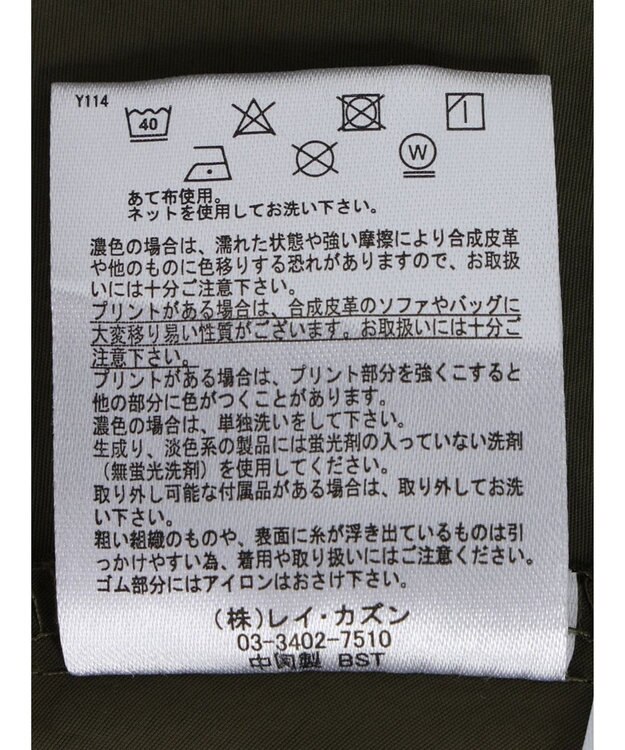 Y114
40
W
あて布使用。
ネットを使用してお洗い下さい。
濃色の場合は、濡れた状態や強い摩擦により合成皮革
や他のものに色移りする恐れがありますので、お取扱
いには十分ご注意下さい。
プリントがある場合は、合成皮革のソファやバッグに
大変移り易い性質がございます。お取扱いには十分ご
注意下さい。
プリントがある場合は、プリント部分を強くこすると
他の部分に色がつくことがあります。
濃色の場合は、単独洗いをして下さい。
生成り、淡色系の製品には蛍光剤の入っていない洗剤
（無蛍光洗剤）を使用してください。
取り外し可能な付属品がある場合は、取り外してお洗
い下さい。
粗い組織のものや、表面に糸が浮き出ているものは引
っかけやすい為、着用や取り扱いにはご注意ください。
ゴム部分にはアイロンはおさけ下さい。
（株）レイ・カズン
03-3402-7510
中国製 BST